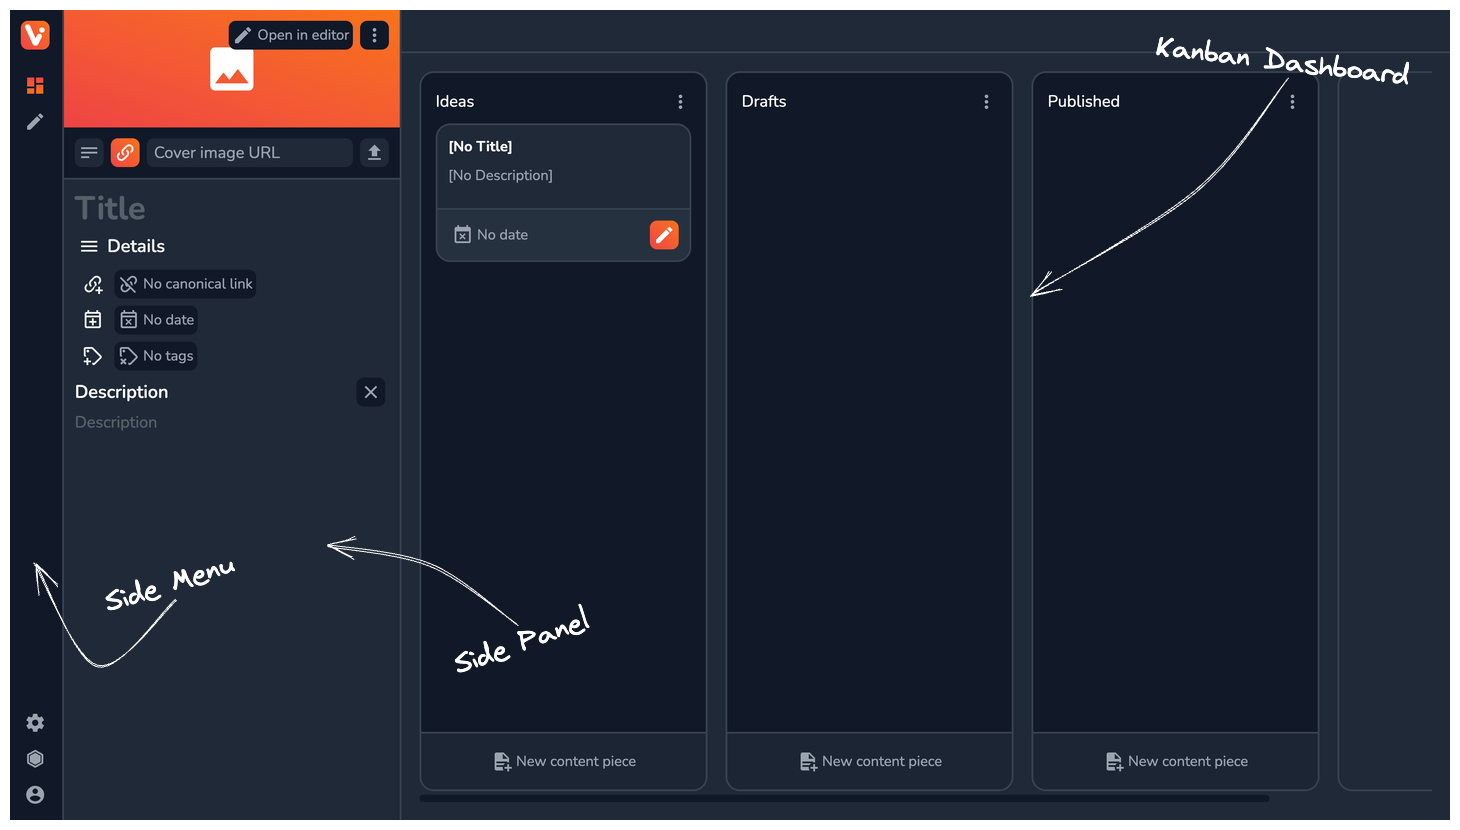 Open in editor
Cover image URL
Title
Details
No canonical link
No date
No tags
Description
Description
Side Menu
Ideas
[No Title]
[No Description]
No date
Side Panel
New content piece
Drafts
New content piece
Kanban Dashboard
Published
New content piece